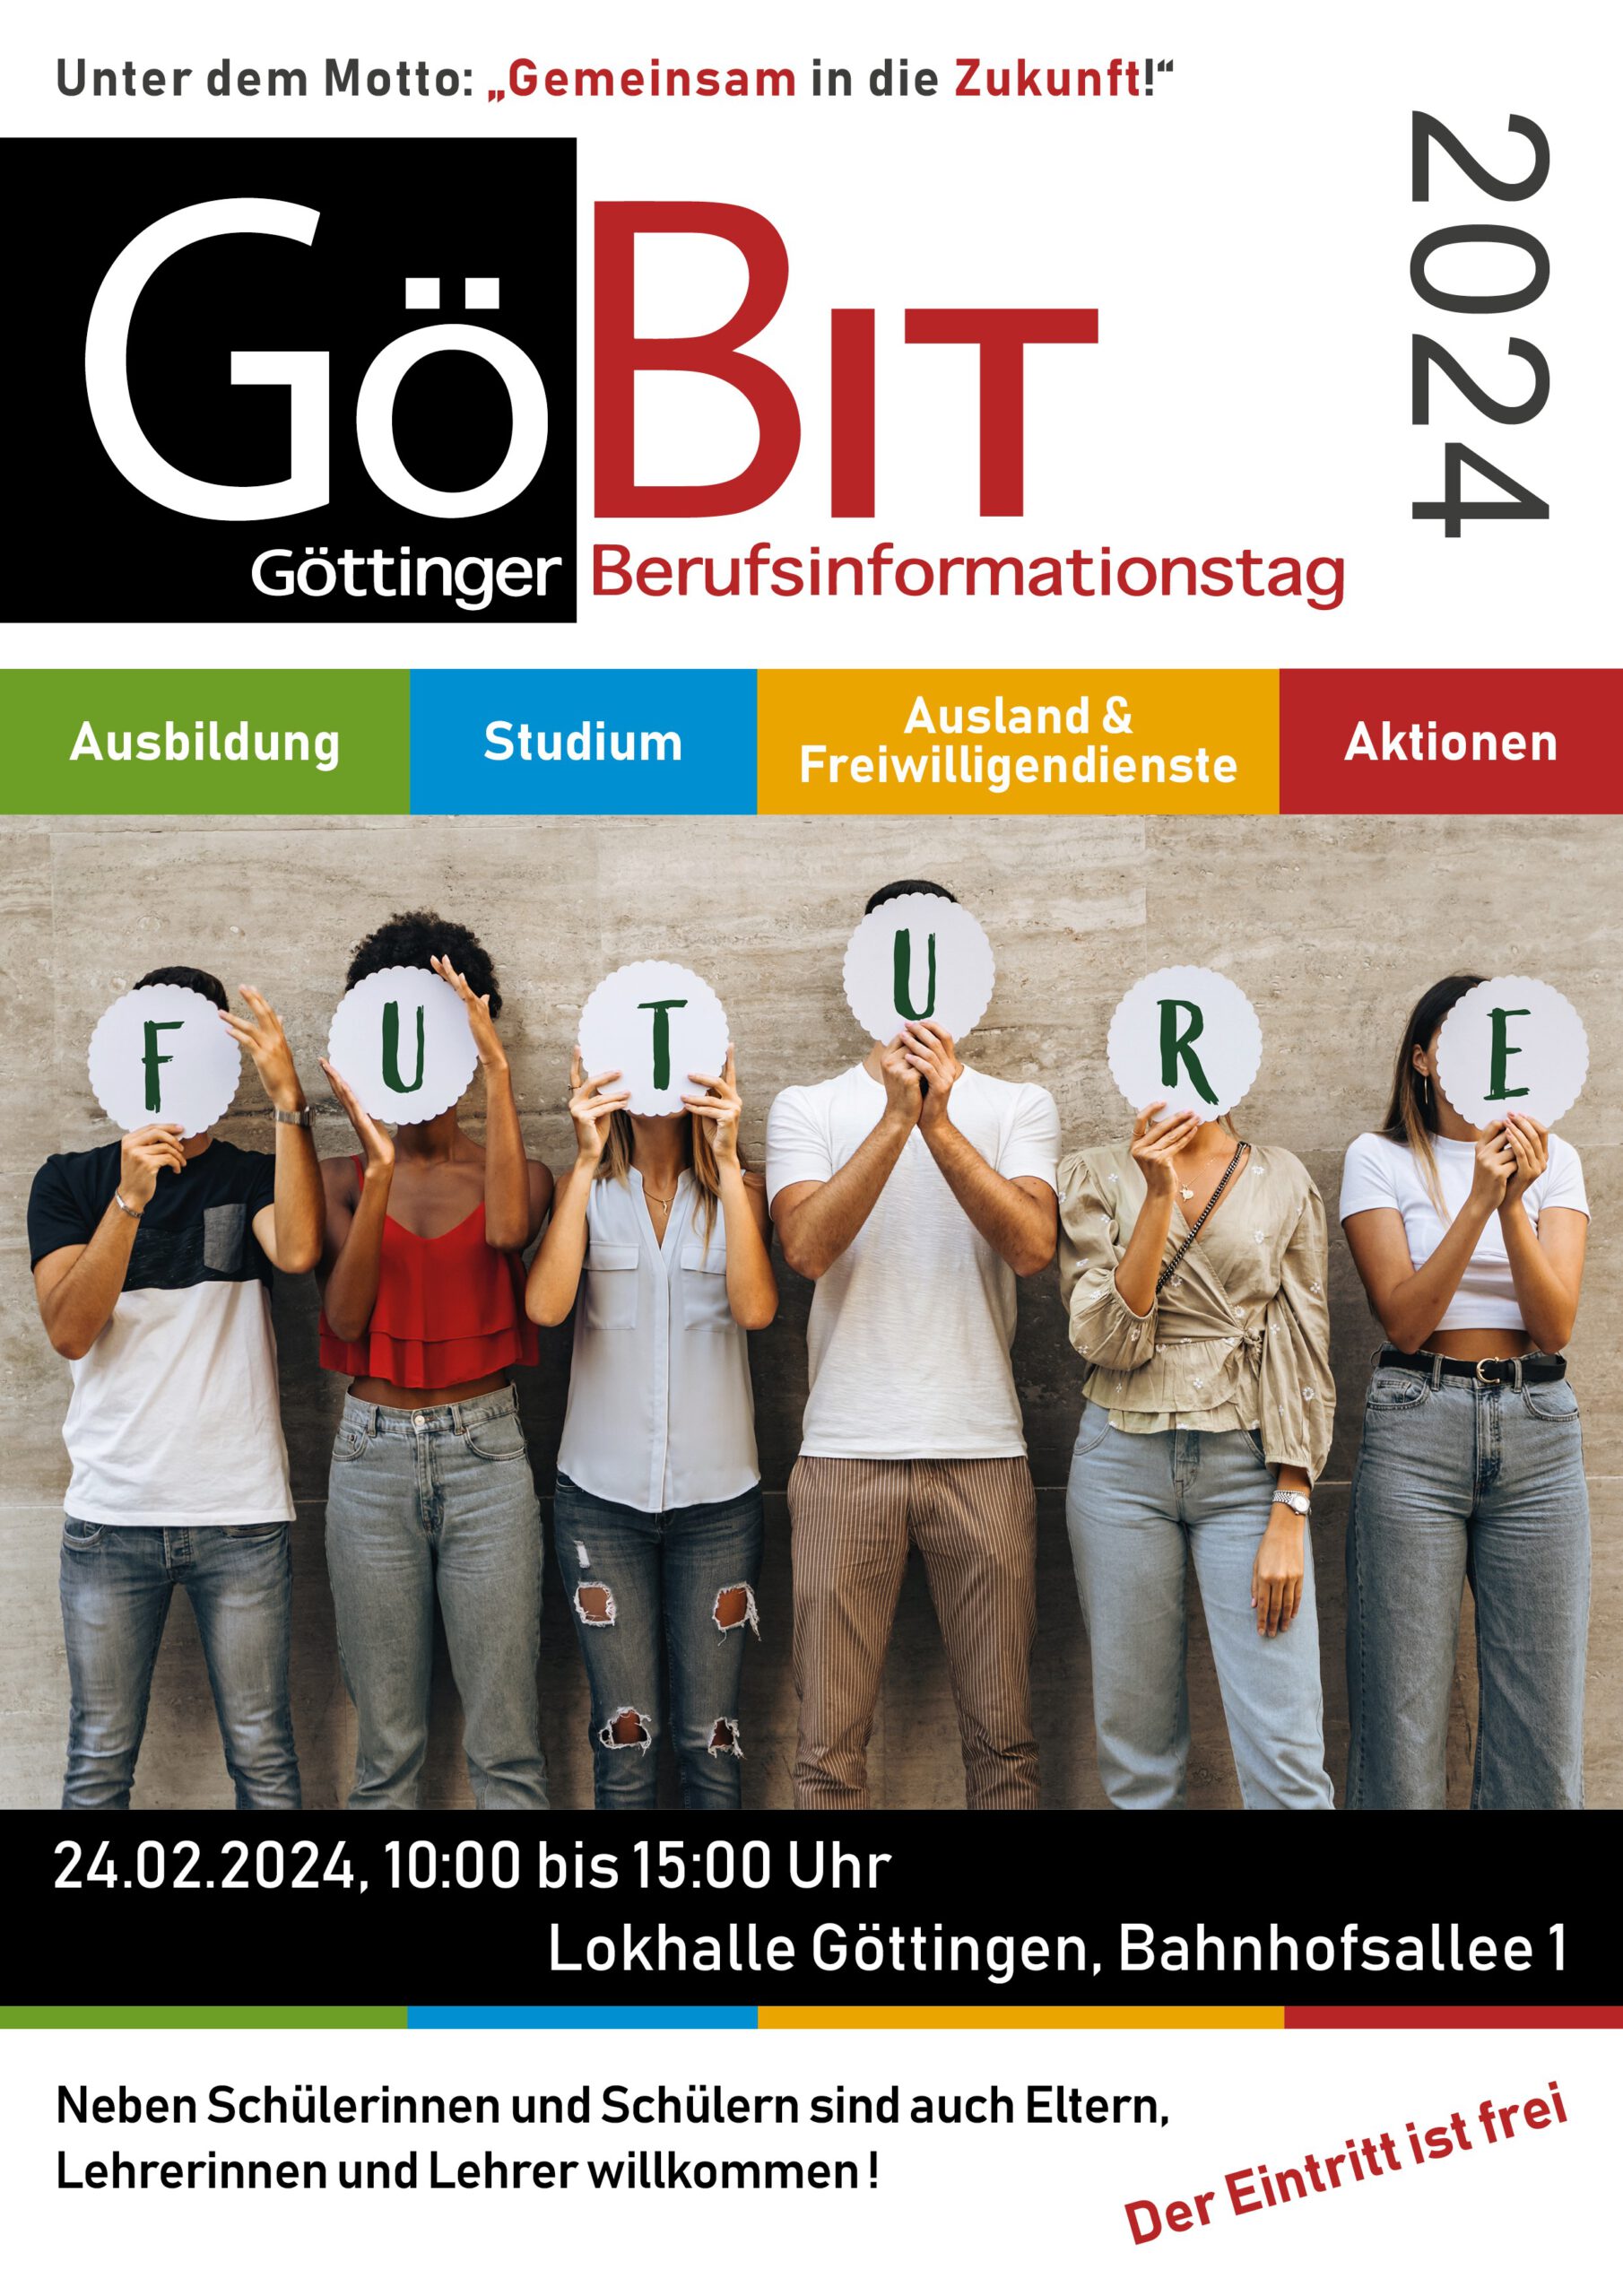 Unter dem Motto: „Gemeinsam in die Zukunft!“
2024
GöBIT
Göttinger Berufsinformationstag
Ausbildung
Studium
Ausland &
Freiwilligendienste
Aktionen
F U T U R E
24.02.2024, 10:00 bis 15:00 Uhr
Lokhalle Göttingen, Bahnhofsallee 1
Neben Schülerinnen und Schülern sind auch Eltern,
Lehrerinnen und Lehrer willkommen!
Der Eintritt ist frei